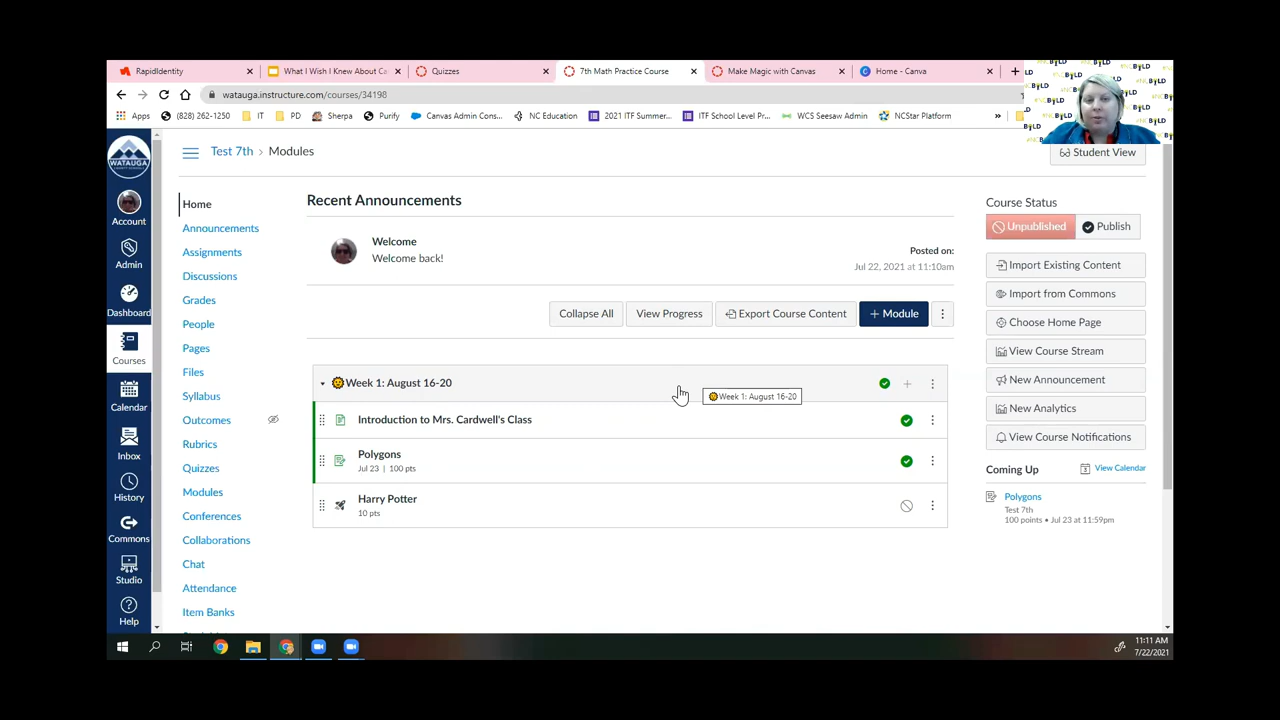 RapidIdentity
What I Wish I Knew About Ca
Quizzes
7th Math Practice Course
Make Magic with Canvas
Home - Canva
watauga.instructure.com/courses/34198
Apps
(828) 262-1250
IT
PD
Sherpa
Purify
Canvas Admin Cons...
NC Education
2021 ITF Summer...
ITF School Level Pr...
WCS Seesaw Admin
NCStar Platform
»
#NCBOLD
WATAUGA
Test 7th > Modules
Student View
Account
Admin
Dashboard
Courses
Calendar
Inbox
History
Commons
Studio
Help
Home
Announcements
Assignments
Discussions
Grades
People
Pages
Files
Syllabus
Outcomes
Rubrics
Quizzes
Modules
Conferences
Collaborations
Chat
Attendance
Item Banks
Recent Announcements
Welcome
Welcome back!
Posted on:
Jul 22, 2021 at 11:10am
Collapse All
View Progress
Export Course Content
+ Module
Week 1: August 16-20
Week 1: August 16-20
Introduction to Mrs. Cardwell's Class
Polygons
Jul 23 | 100 pts
Harry Potter
10 pts
Course Status
Unpublished
Publish
Import Existing Content
Import from Commons
Choose Home Page
View Course Stream
New Announcement
New Analytics
View Course Notifications
Coming Up
View Calendar
Polygons
Test 7th
100 points • Jul 23 at 11:59pm
11:11 AM
7/22/2021